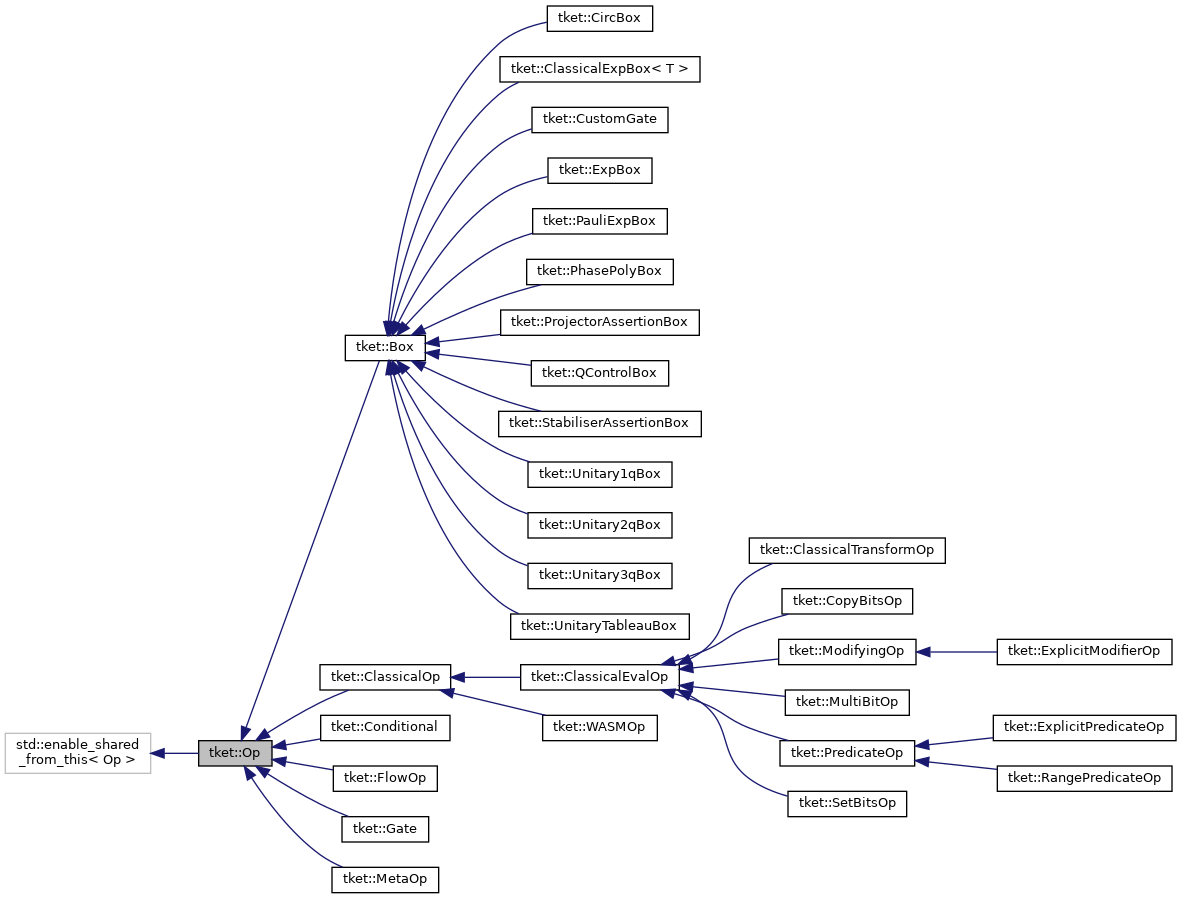 tket::CircBox
tket::ClassicalExpBox< T >
tket::CustomGate
tket::ExpBox
tket::PauliExpBox
tket::PhasePolyBox
tket::ProjectorAssertionBox
tket::Box
tket::QControlBox
tket::StabiliserAssertionBox
tket::Unitary1qBox
tket::Unitary2qBox
tket::Unitary3qBox
tket::UnitaryTableauBox
tket::ClassicalTransformOp
tket::CopyBitsOp
tket::ModifyingOp
tket::ExplicitModifierOp
tket::ClassicalOp
tket::ClassicalEvalOp
tket::MultiBitOp
tket::Conditional
tket::WASMOp
tket::ExplicitPredicateOp
std::enable_shared
_from_this< Op >
tket::Op
tket::PredicateOp
tket::FlowOp
tket::RangePredicateOp
tket::SetBitsOp
tket::Gate
tket::MetaOp